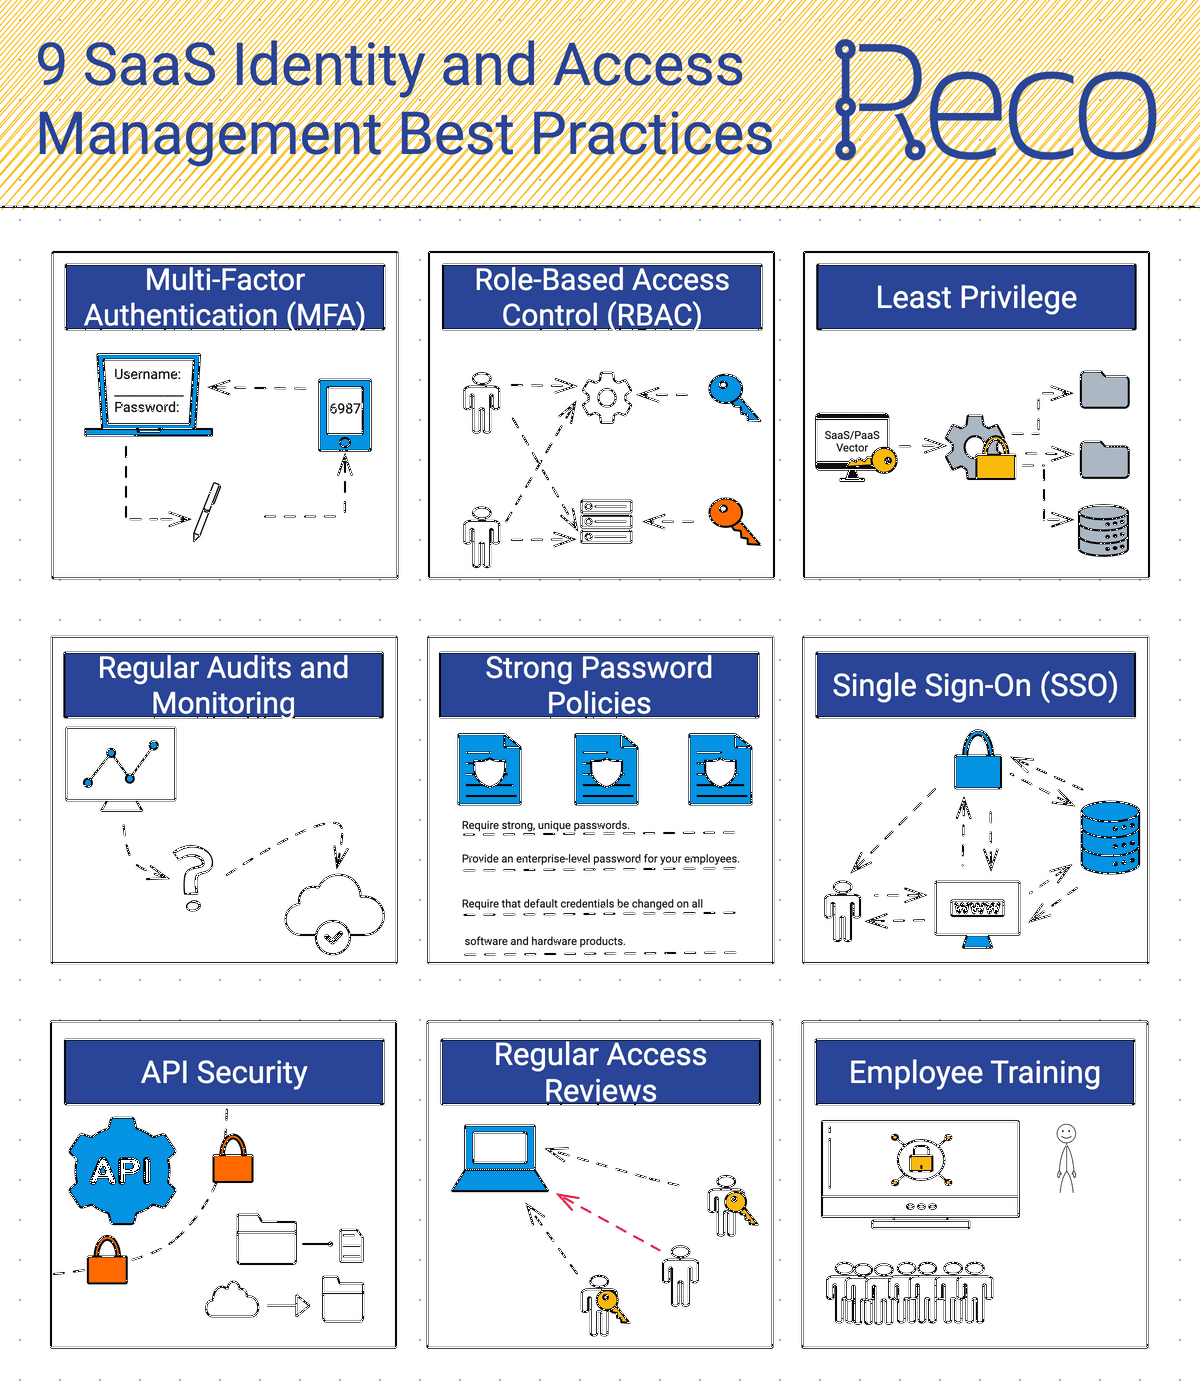 9 SaaS Identity and Access
Management Best Practices
Reco
Multi-Factor
Authentication (MFA)
Username:
Password:
6987
Role-Based Access
Control (RBAC)
Least Privilege
SaaS/PaaS
Vector
Regular Audits and
Monitoring
?
Strong Password
Policies
Require strong, unique passwords.
Provide an enterprise-level password for your employees.
Require that default credentials be changed on all
software and hardware products.
Single Sign-On (SSO)
API Security
API
Regular Access
Reviews
Employee Training